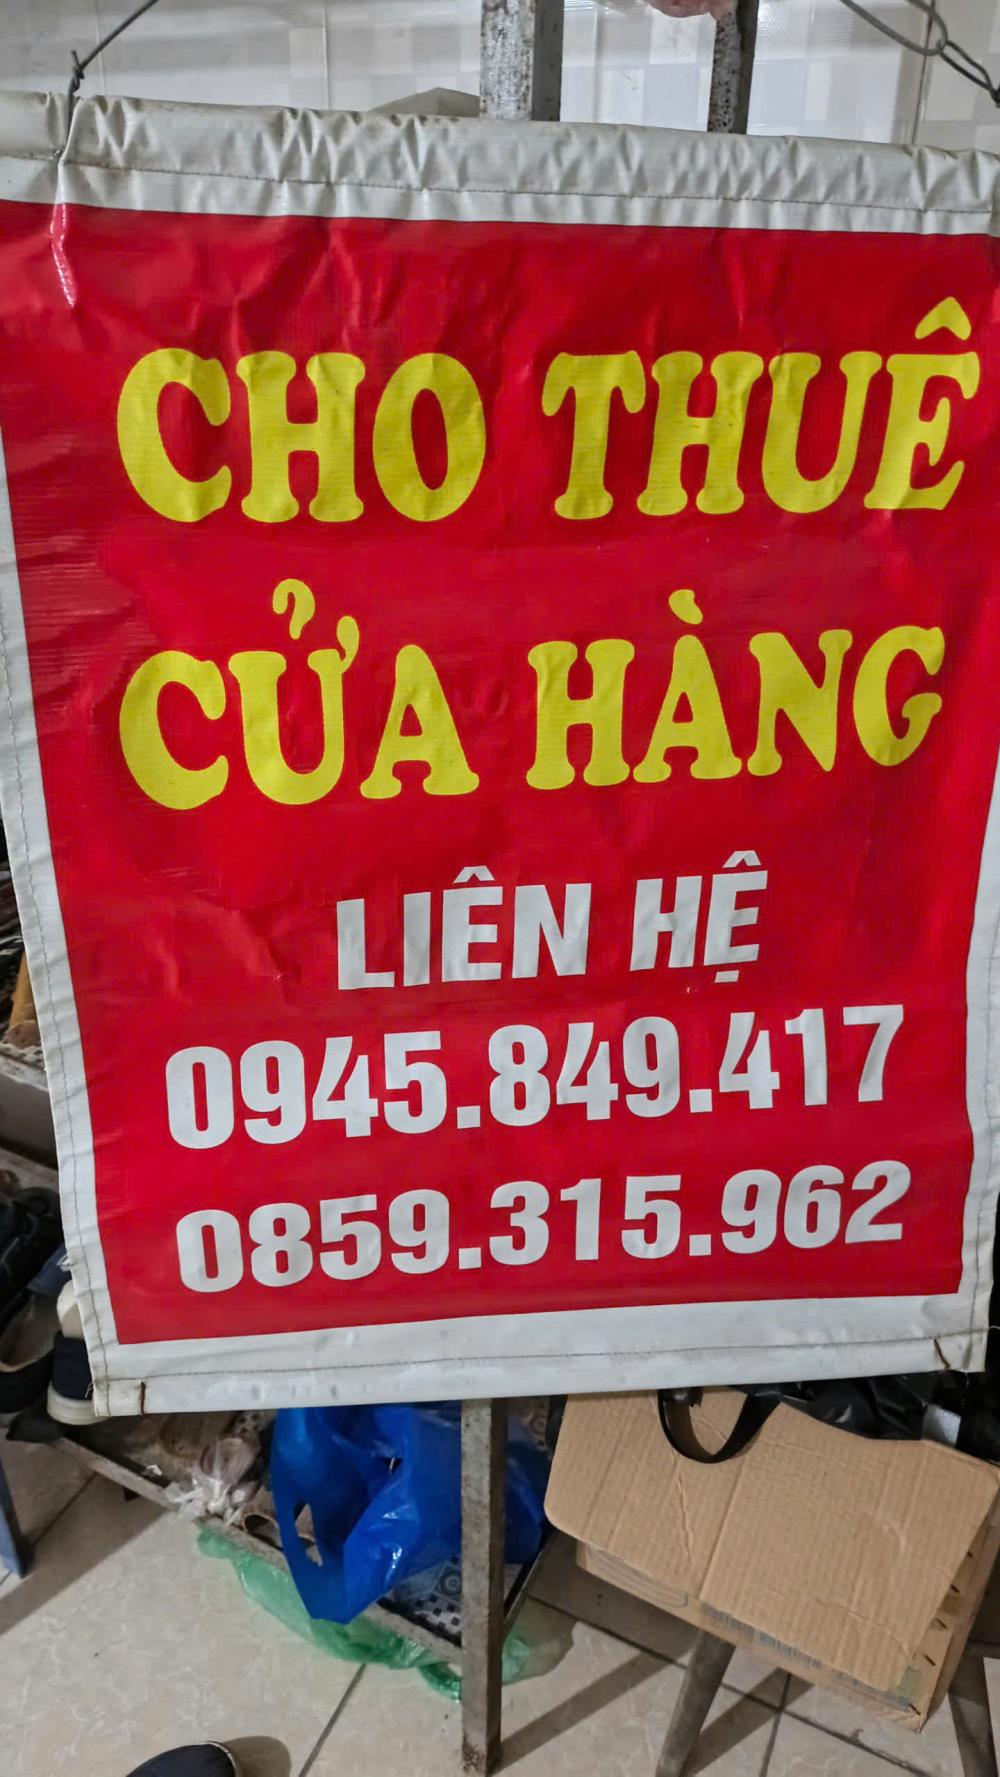 CHO THUÊ
CỬA HÀNG
LIÊN HỆ
0945.849.417
0859.315.962